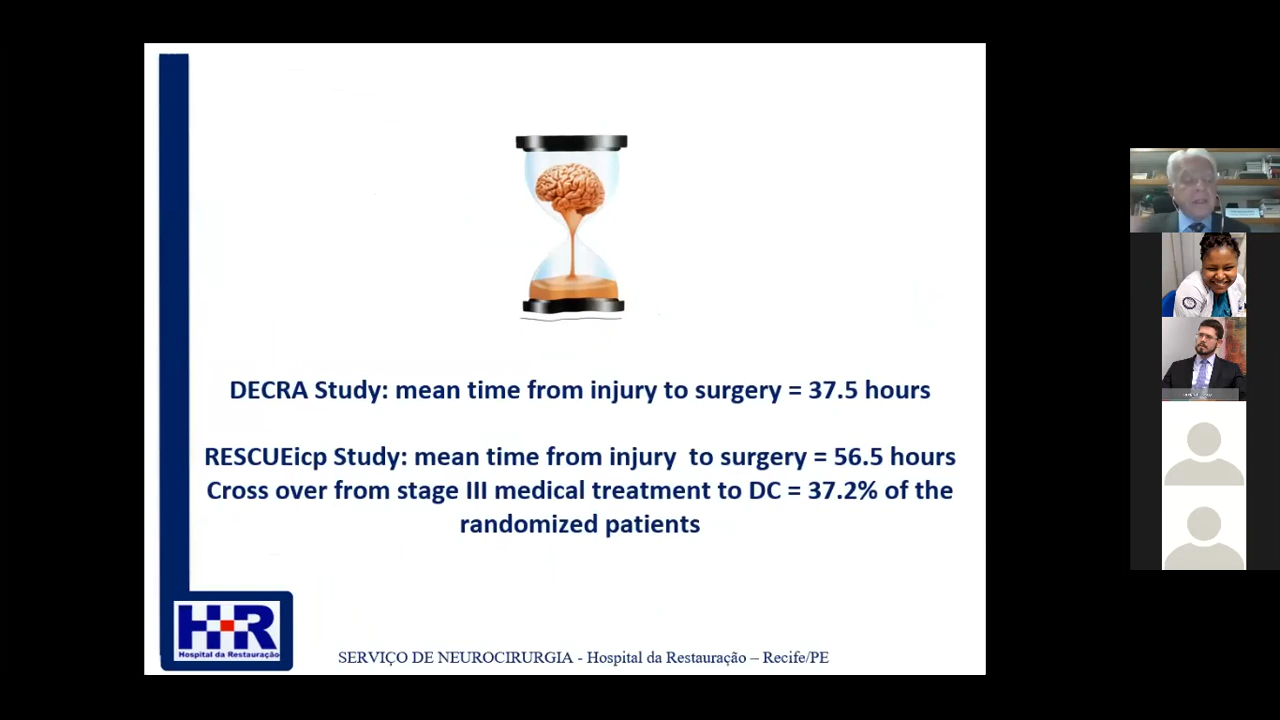 DECRA Study: mean time from injury to surgery = 37.5 hours
RESCUEicp Study: mean time from injury  to surgery = 56.5 hours
Cross over from stage III medical treatment to DC = 37.2% of the
randomized patients
H+R
Hospital da Restauração
SERVIÇO DE NEUROCIRURGIA - Hospital da Restauração – Recife/PE